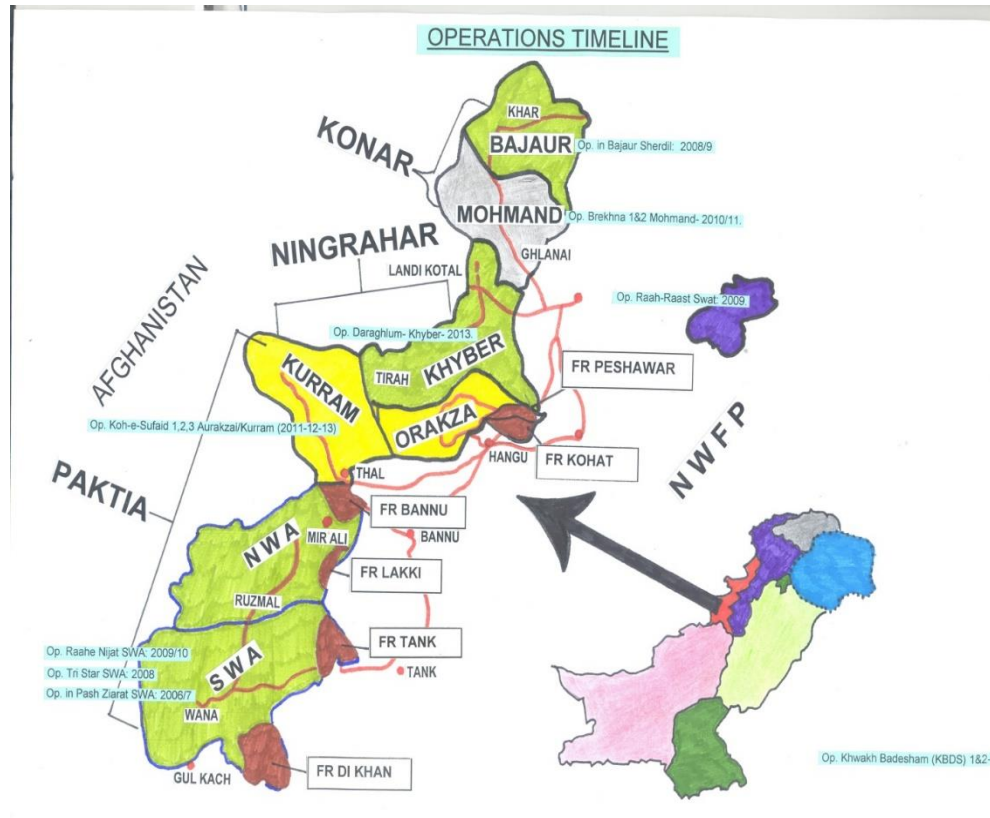 OPERATIONS TIMELINE
KHAR
KONAR
BAJAUR
Op. in Bajaur Sherdil: 2008/9
MOHMAND
Op. Brekhna 1&2 Mohmand- 2010/11.
NINGRAHAR
GHLANAI
LANDI KOTAL
AFGHANISTAN
Op. Raah-Raast Swat: 2009
Op. Daraghlum- Khyber- 2013.
KURRAM
TIRAH
KHYBER
FR PESHAWAR
ORAKZA
NWFP
Op. Koh-e-Sufaid 1,2,3 Aurakzai/Kurram (2011-12-13)
HANGU
FR KOHAT
PAKTIA
THAL
FR BANNU
NWA
MIR ALI
BANNU
FR LAKKI
RUZMAL
FR TANK
Op. Raahe Nijat SWA: 2009/10
SWA
Op. Tri Star SWA: 2008
TANK
Op. in Pash Ziarat SWA: 2006/7
WANA
GUL KACH
FR DI KHAN
Op. Khwakh Badesham (KBDS) 1&2-